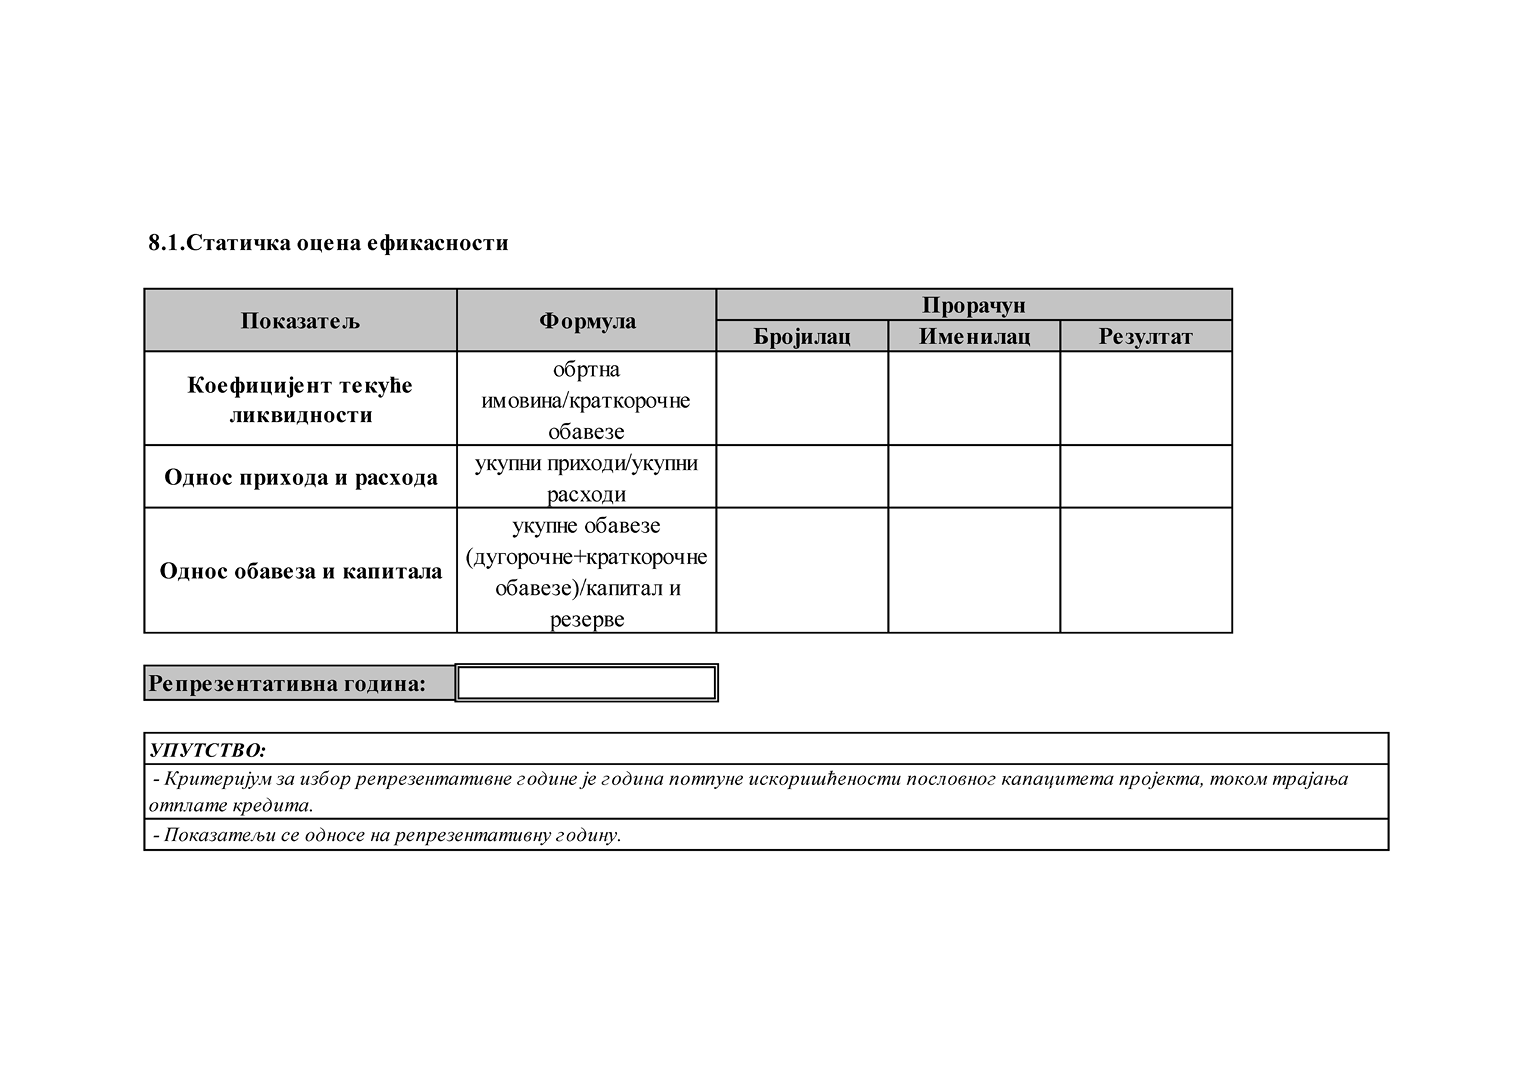 8.1.Статичка оцена ефикасности
Показатељ
Формула
Прорачун
Бројилац
Именилац
Резултат
Коефицијент текуће
ликвидности
обртна
имовина/краткорочне
обавезе
Однос прихода и расхода
укупни приходи/укупни
расходи
Однос обавеза и капитала
укупне обавезе
(дугорочне+краткорочне
обавезе)/капитал и
резерве
Репрезентативна година:
УПУТСТВО:
- Критеријум за избор репрезентативне године је година потпуне искоришћености пословног капацитета пројекта, током трајања
отплате кредита.
- Показатељи се односе на репрезентативну годину.